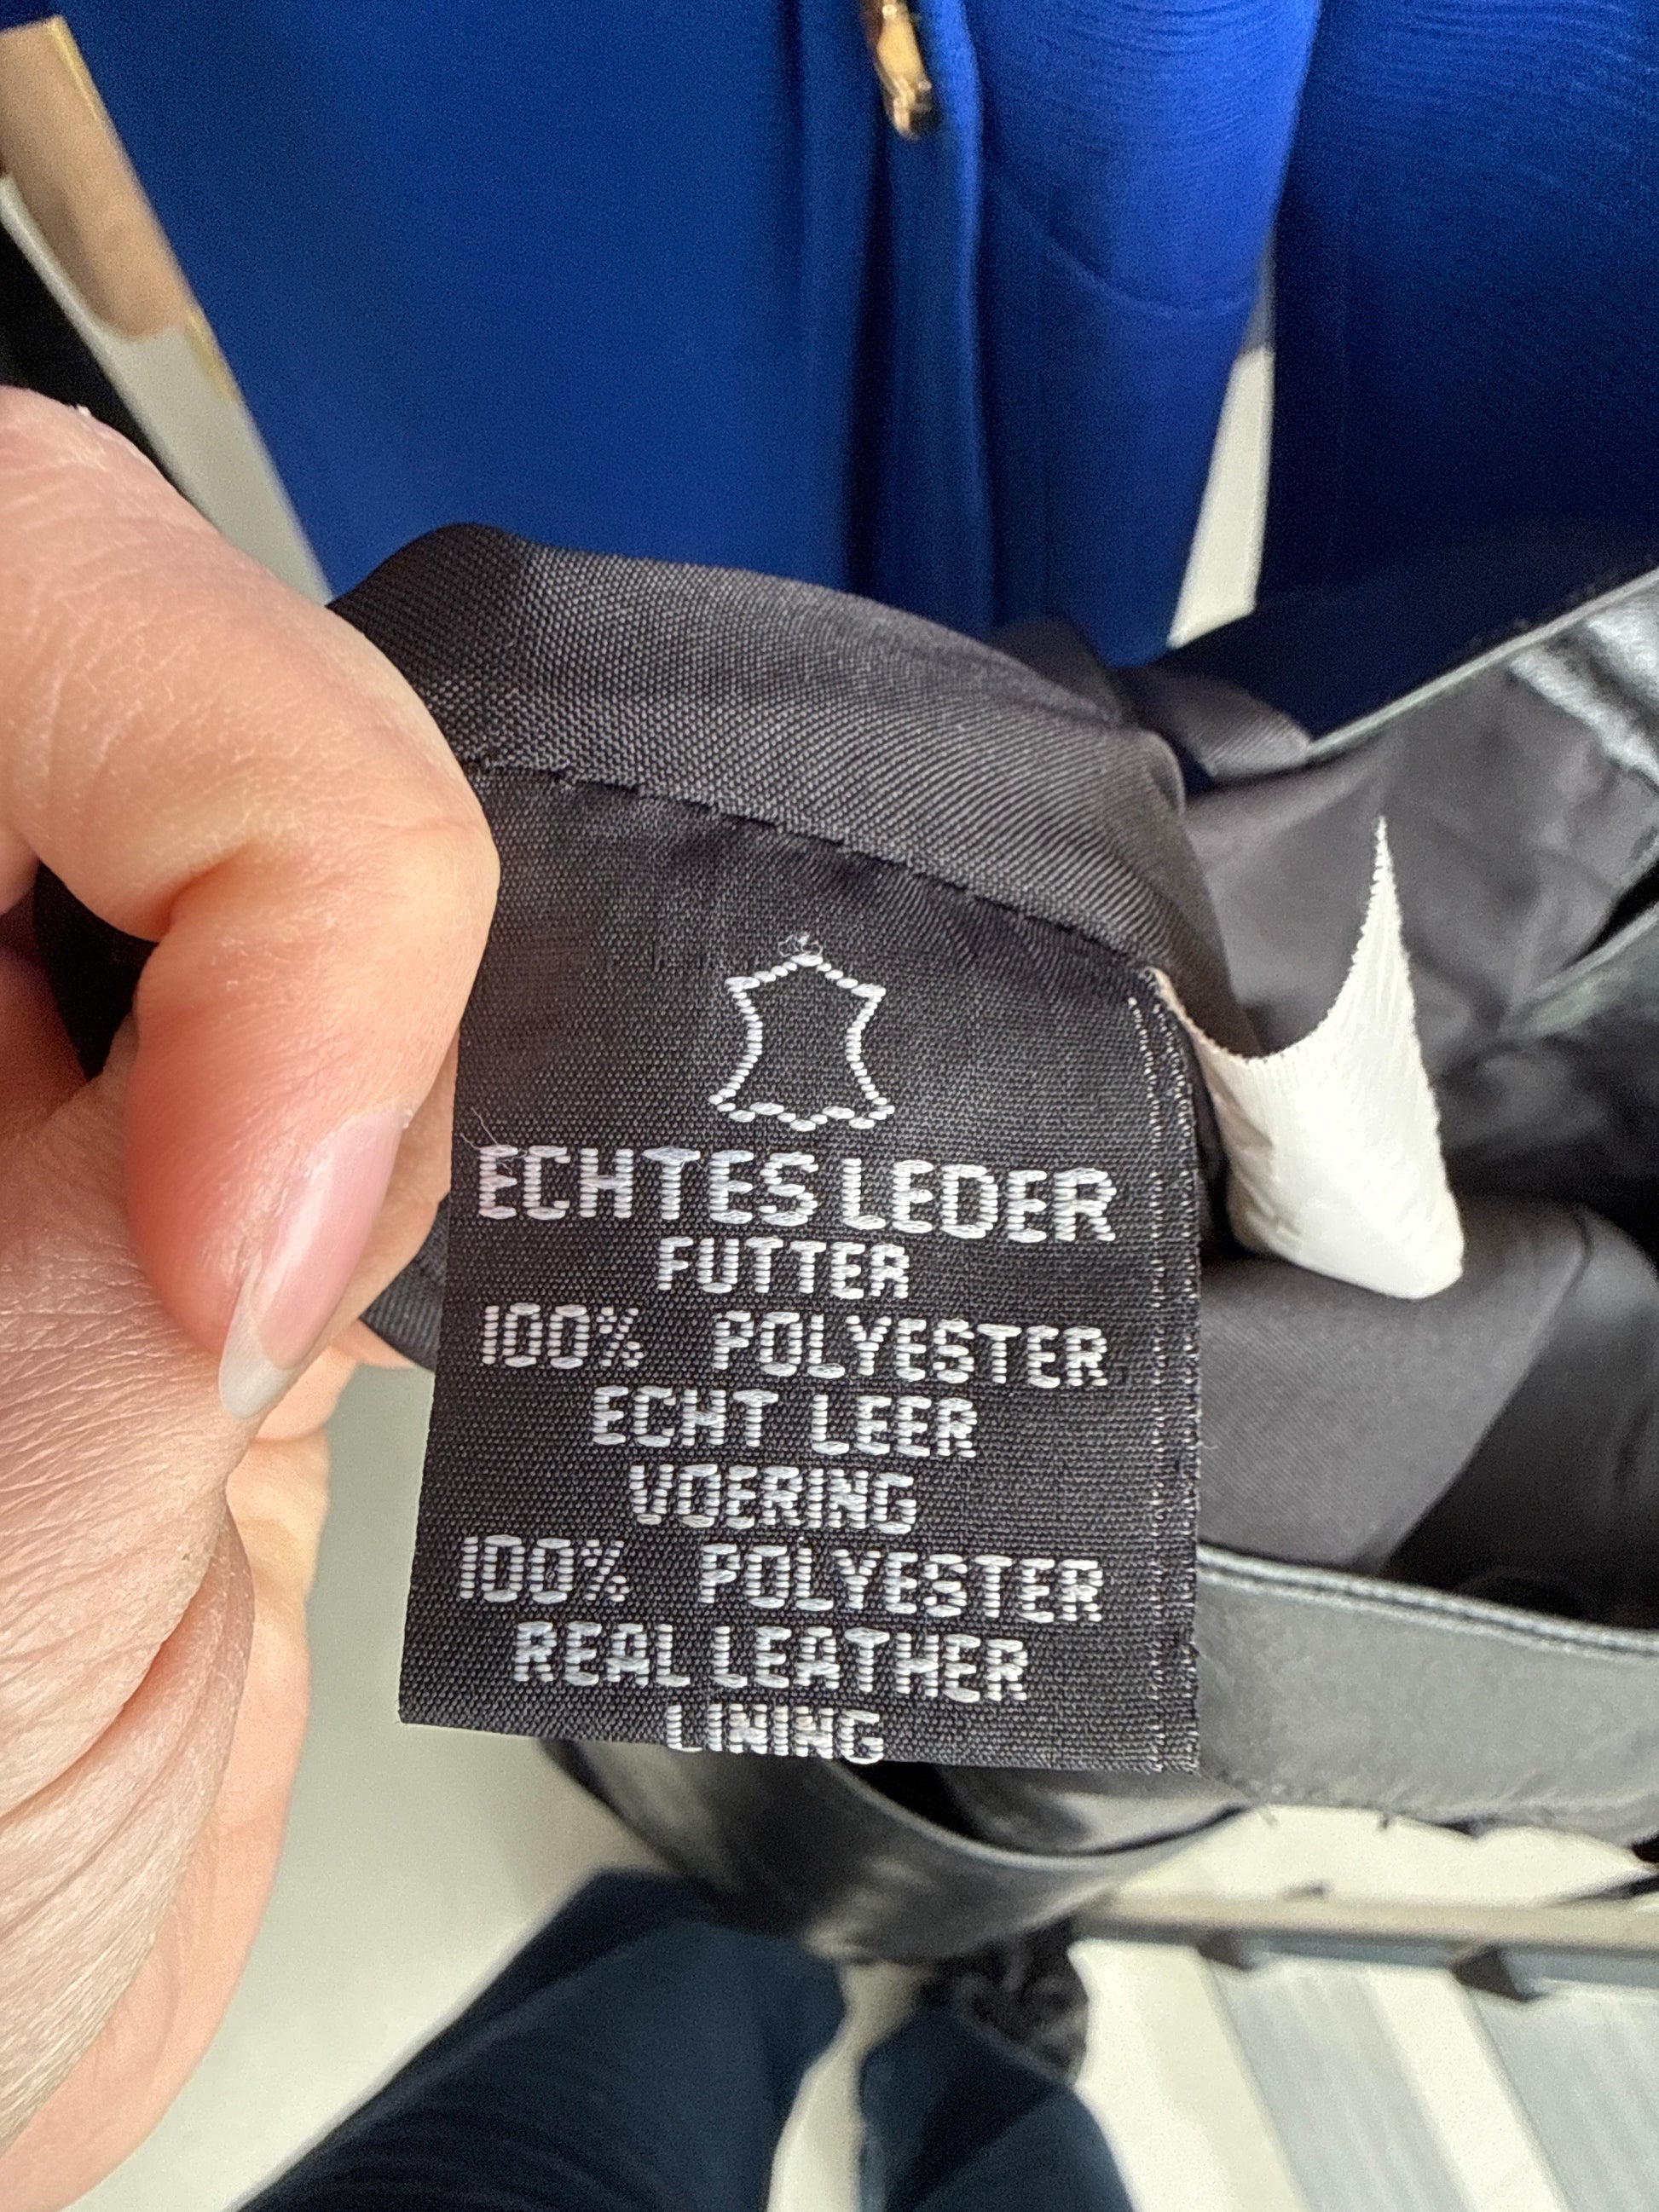 ECHTES LEDER
FUTTER
100% POLYESTER
ECHT LEER
VOERING
100% POLYESTER
REAL LEATHER
LINING